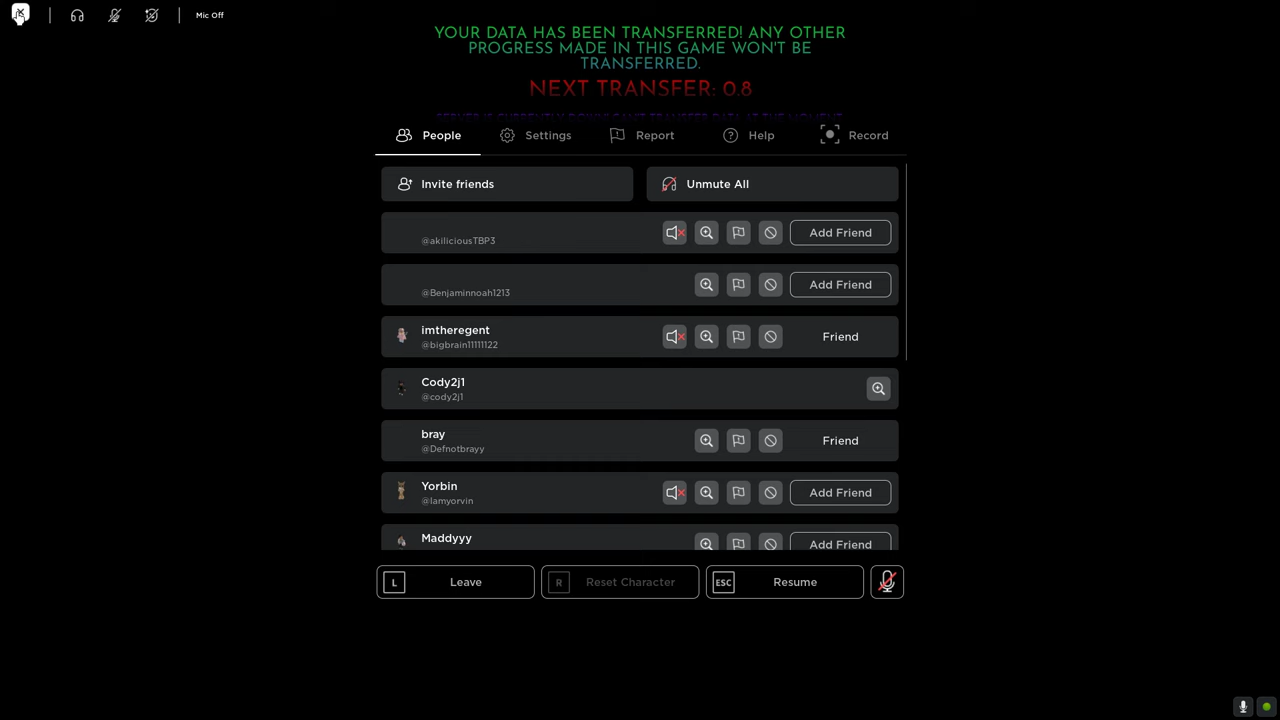 Mic Off
YOUR DATA HAS BEEN TRANSFERRED! ANY OTHER
PROGRESS MADE IN THIS GAME WON'T BE
TRANSFERRED.
NEXT TRANSFER: 0.8
People
Settings
Report
Help
Record
Invite friends
Unmute All
@akiliciousTBP3
Add Friend
@Benjaminnoah1213
Add Friend
imtheregent
@bigbrain11111122
Friend
Cody2j1
@cody2j1
bray
@Defnotbrayy
Friend
Yorbin
@Iamyorvin
Add Friend
Maddyyy
Add Friend
L
Leave
R
Reset Character
ESC
Resume